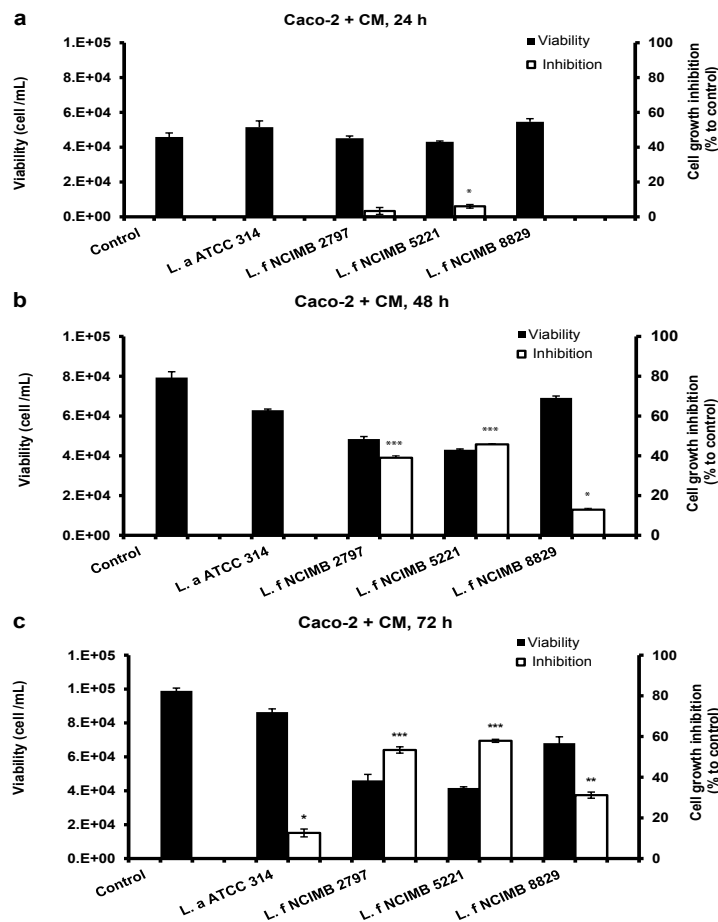 a
Caco-2 + CM, 24 h
Viability (cell /mL)
1.E+05
8.E+04
6.E+04
4.E+04
2.E+04
0.E+00
Viability
Inhibition
*
100
80
60
40
20
0
Cell growth inhibition
(% to control)
Control
L. a ATCC 314
L. f NCIMB 2797
L. f NCIMB 5221
L. f NCIMB 8829
b
Caco-2 + CM, 48 h
Viability (cell /mL)
1.E+05
8.E+04
6.E+04
4.E+04
2.E+04
0.E+00
Viability
Inhibition
***
***
*
100
80
60
40
20
0
Cell growth inhibition
(% to control)
Control
L. a ATCC 314
L. f NCIMB 2797
L. f NCIMB 5221
L. f NCIMB 8829
c
Caco-2 + CM, 72 h
Viability (cell /mL)
1.E+05
1.E+05
8.E+04
6.E+04
4.E+04
2.E+04
0.E+00
Viability
Inhibition
*
***
***
**
100
80
60
40
20
0
Cell growth inhibition
(% to control)
Control
L. a ATCC 314
L. f NCIMB 2797
L. f NCIMB 5221
L. f NCIMB 8829